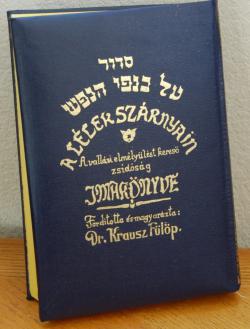 סדור
על כנפי הנפש
A LÉLEK SZÁRNYAIN
A vallási elmélyülést kereső
zsidóság
IMAKÖNYVE
Fordította és magyarázta:
Dr. Krausz Fülöp.